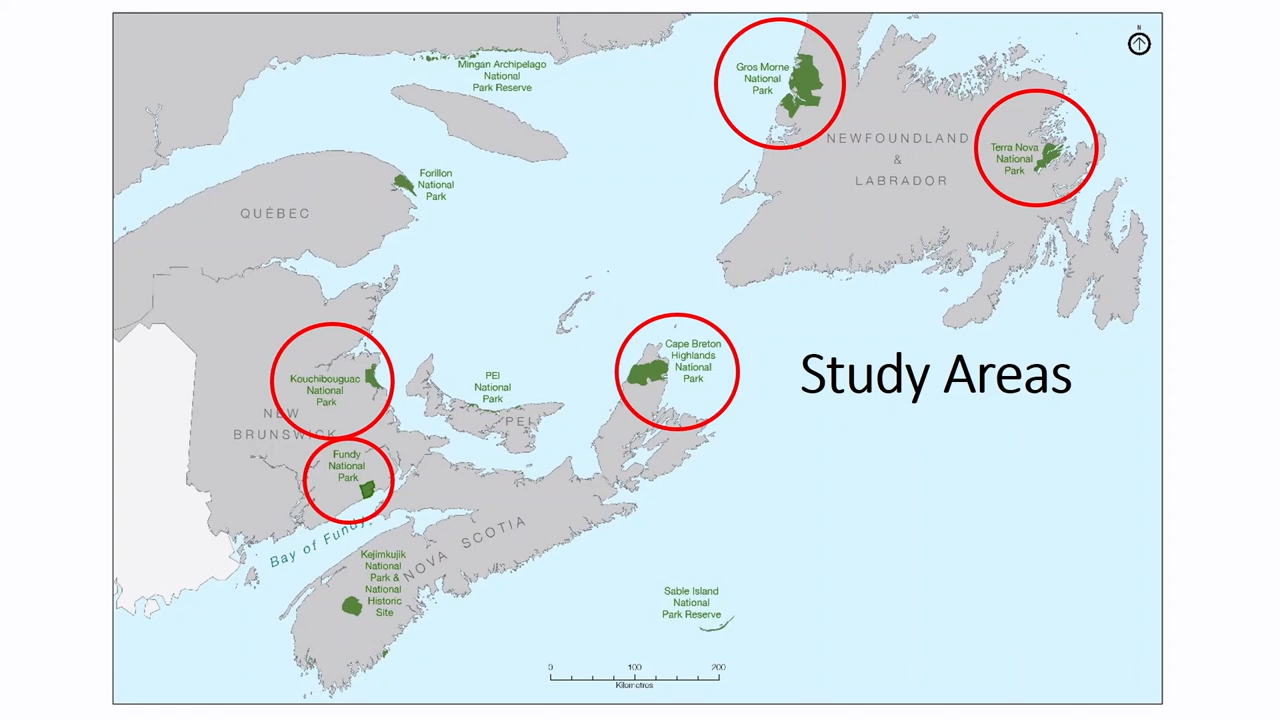 N
Mingan Archipelago
National
Park Reserve
Gros Morne
National
Park
NEWFOUNDLAND
&
LABRADOR
Terra Nova
National
Park
Forillon
National
Park
QUÉBEC
Cape Breton
Highlands
National
Park
Study Areas
Kouchibouguac
National
Park
PEI
National
Park
PEI
NEW
BRUNSWICK
Fundy
National
Park
Bay of Fundy
NOVA SCOTIA
Kejimkujik
National
Park &
National
Historic
Site
Sable Island
National
Park Reserve
0 100 200
Kilometres